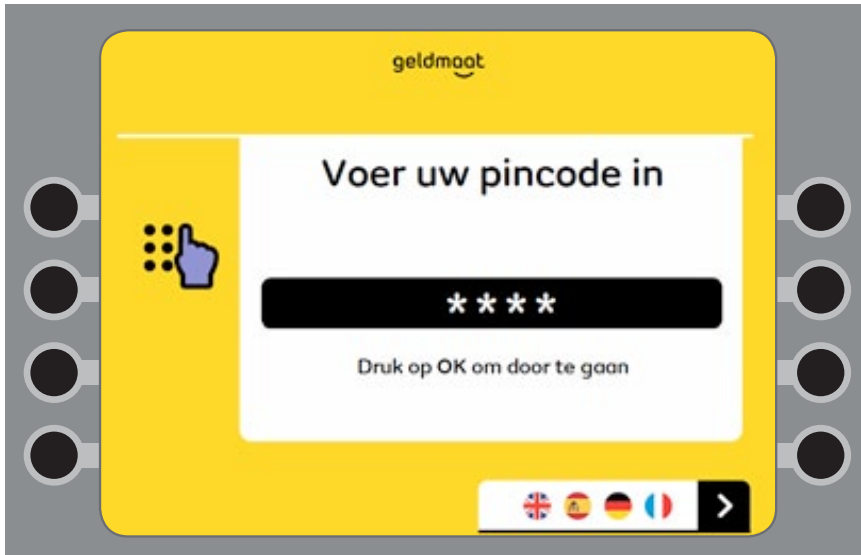 geldmaat
Voer uw pincode in
****
Druk op OK om door te gaan